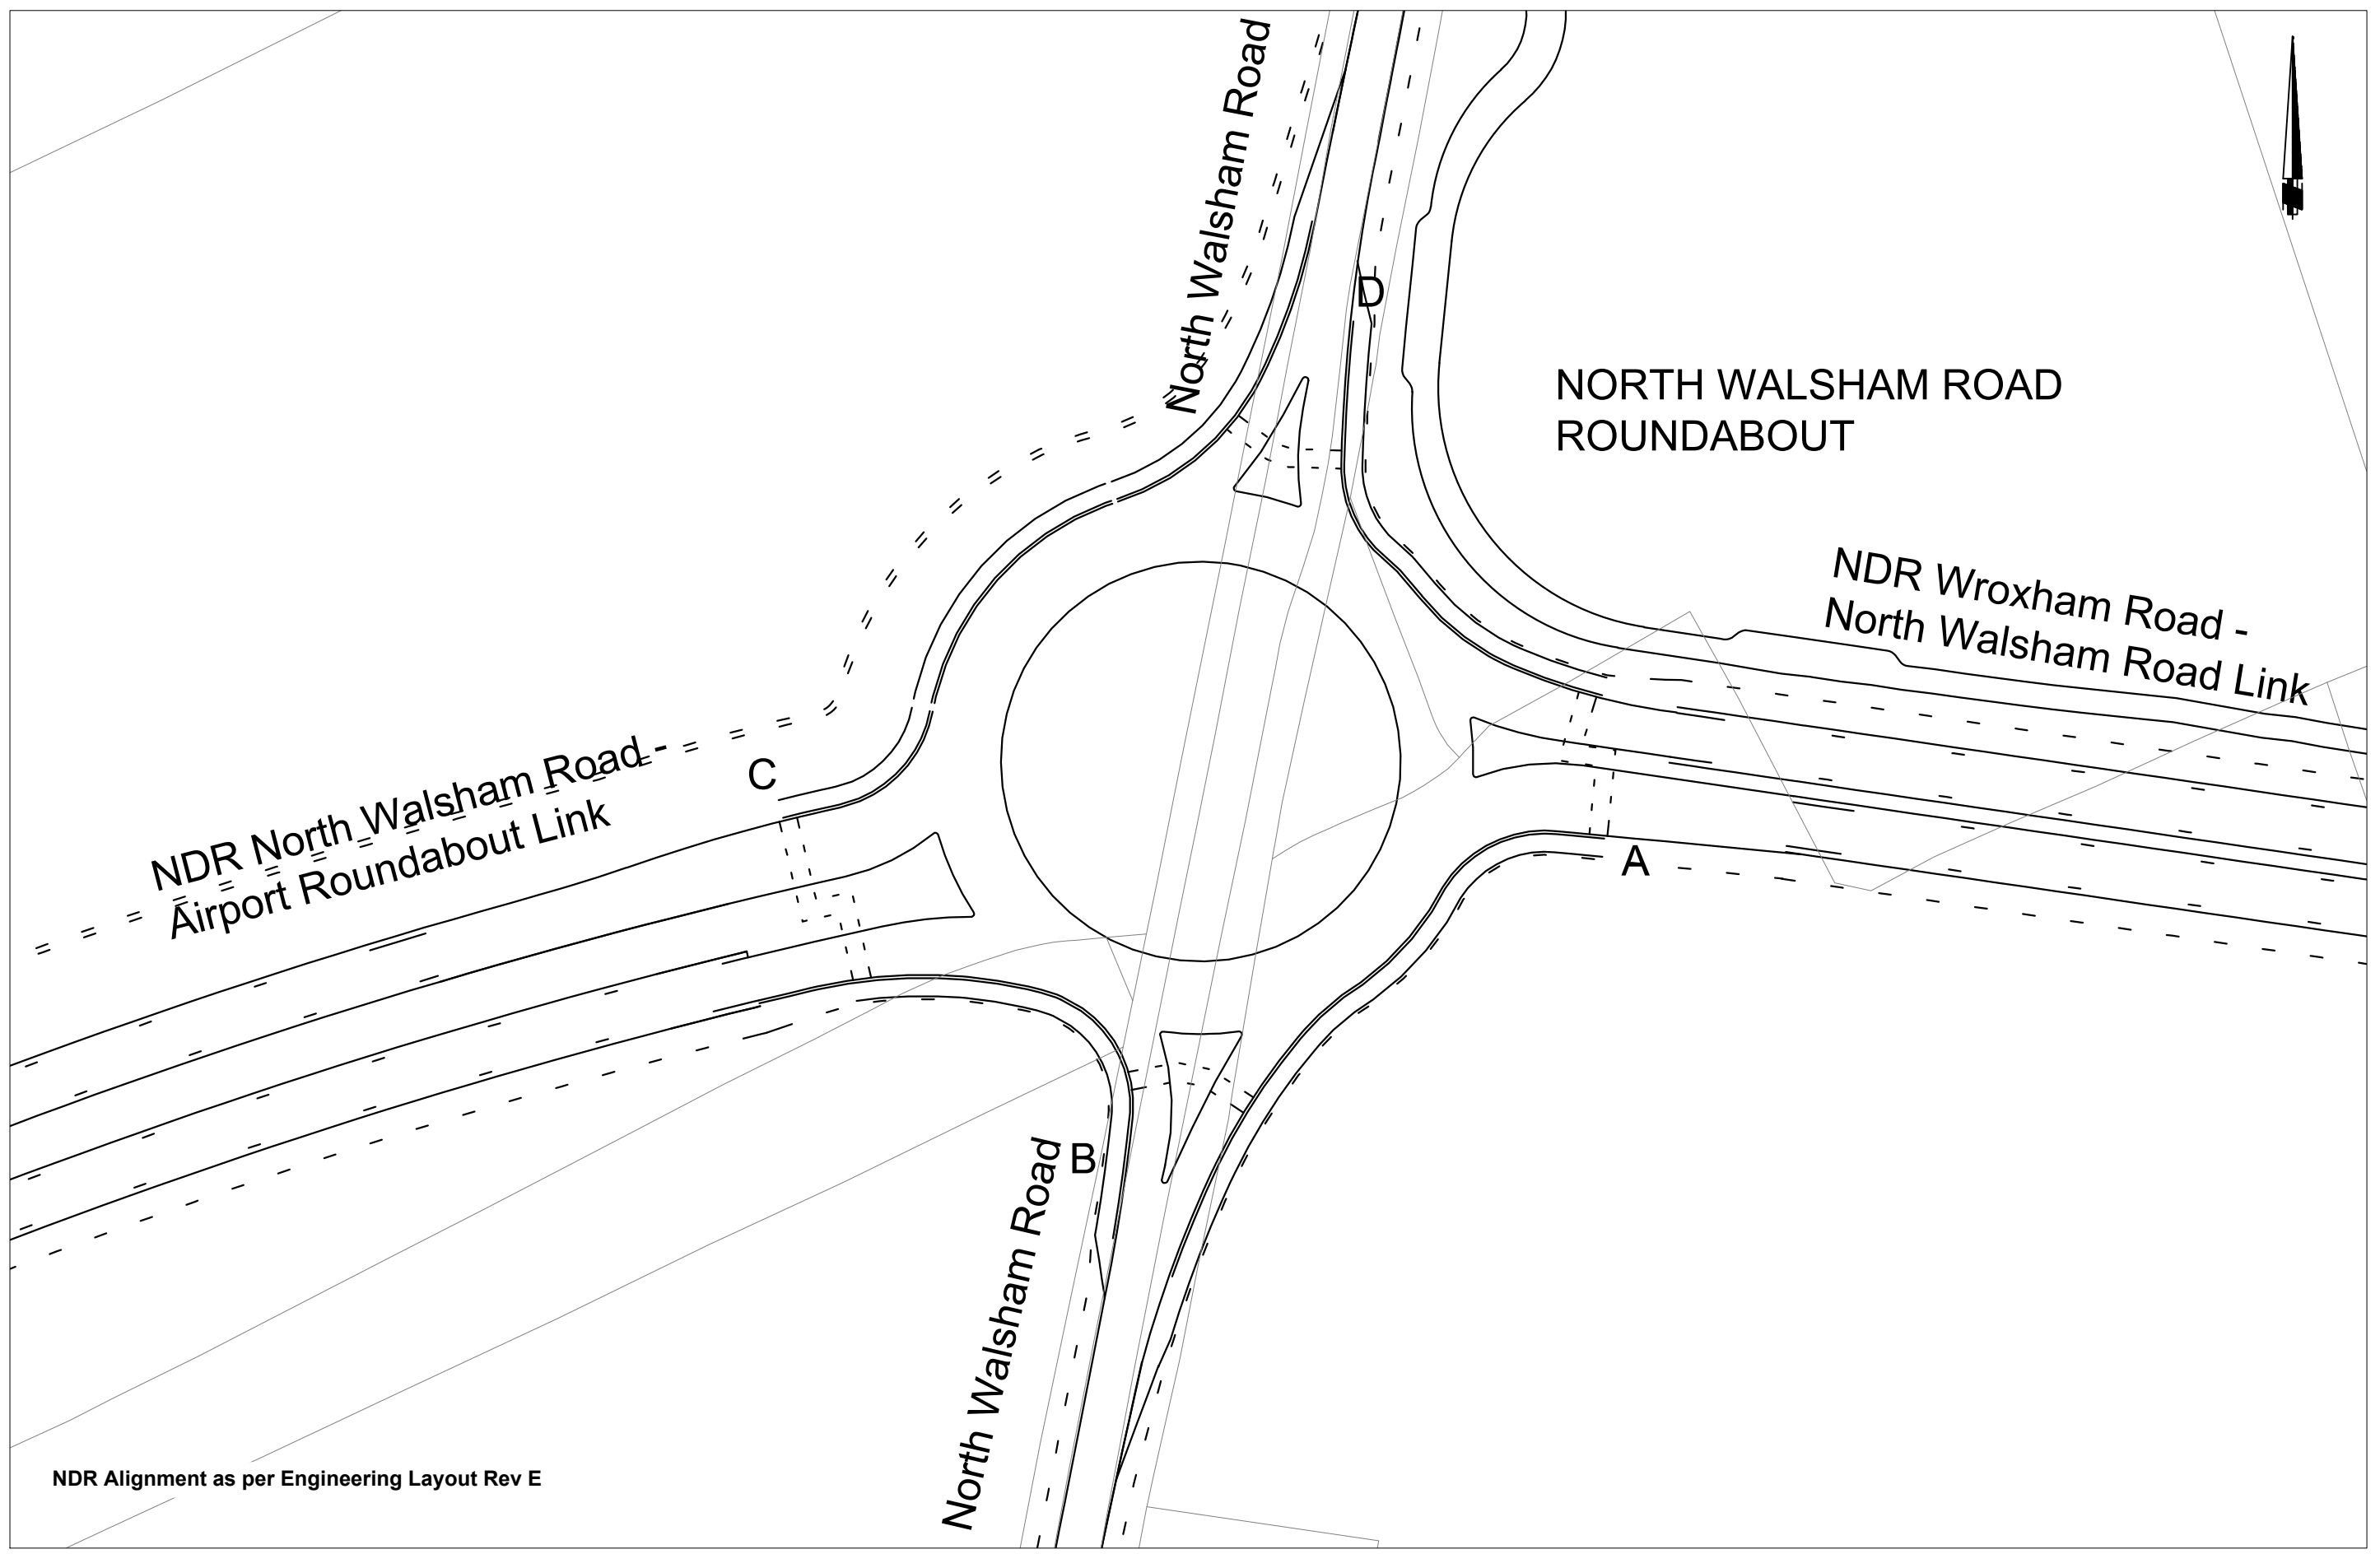 North Walsham Road
D
NORTH WALSHAM ROAD
ROUNDABOUT
NDR Wroxham Road -
North Walsham Road Link
C
NDR North Walsham Road -
Airport Roundabout Link
A
B
North Walsham Road
NDR Alignment as per Engineering Layout Rev E